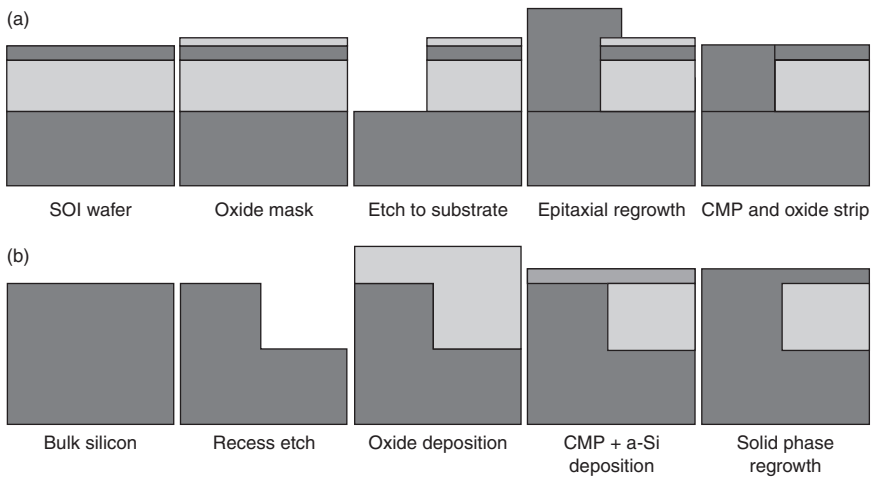 (a)
SOI wafer
Oxide mask
Etch to substrate
Epitaxial regrowth
CMP and oxide strip
(b)
Bulk silicon
Recess etch
Oxide deposition
CMP + a-Si
deposition
Solid phase
regrowth